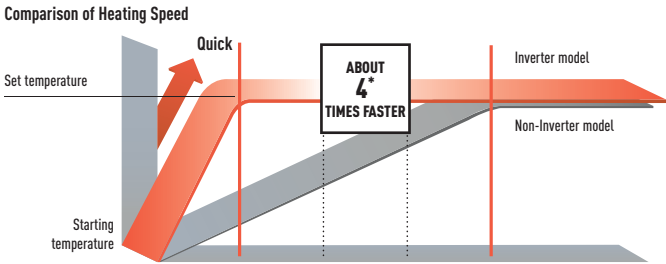 Comparison of Heating Speed
Quick
Set temperature
ABOUT
4*
TIMES FASTER
Inverter model
Non-Inverter model
Starting
temperature